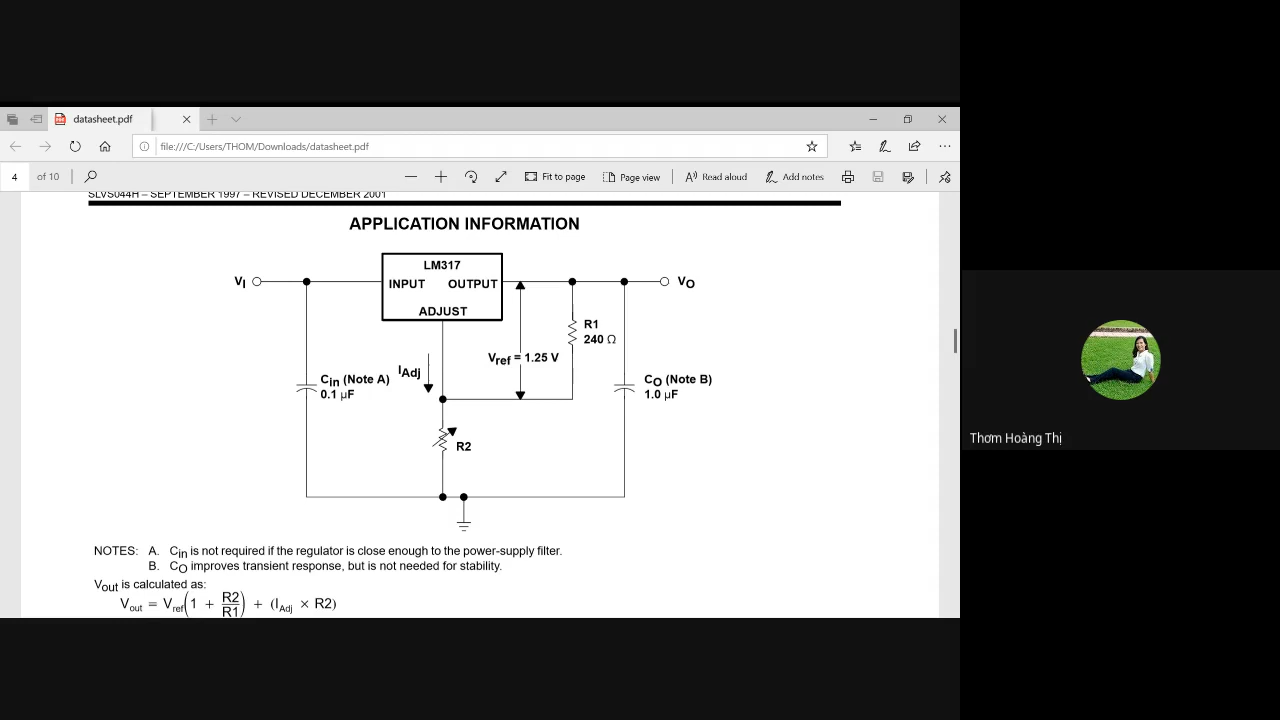 datasheet.pdf
file:///C:/Users/THOM/Downloads/datasheet.pdf
4 of 10 Fit to page Page view Read aloud Add notes
SLVS044H – SEPTEMBER 1997 – REVISED DECEMBER 2001
APPLICATION INFORMATION
LM317
VI INPUT OUTPUT VO
ADJUST
R1
240 Ω
Vref = 1.25 V
IAdj
Cin (Note A)
0.1 μF
CO (Note B)
1.0 μF
R2
Thơm Hoàng Thị
NOTES: A. Cin is not required if the regulator is close enough to the power-supply filter.
B. CO improves transient response, but is not needed for stability.
Vout is calculated as:
Vout = Vref(1 + R2/R1) + (IAdj × R2)